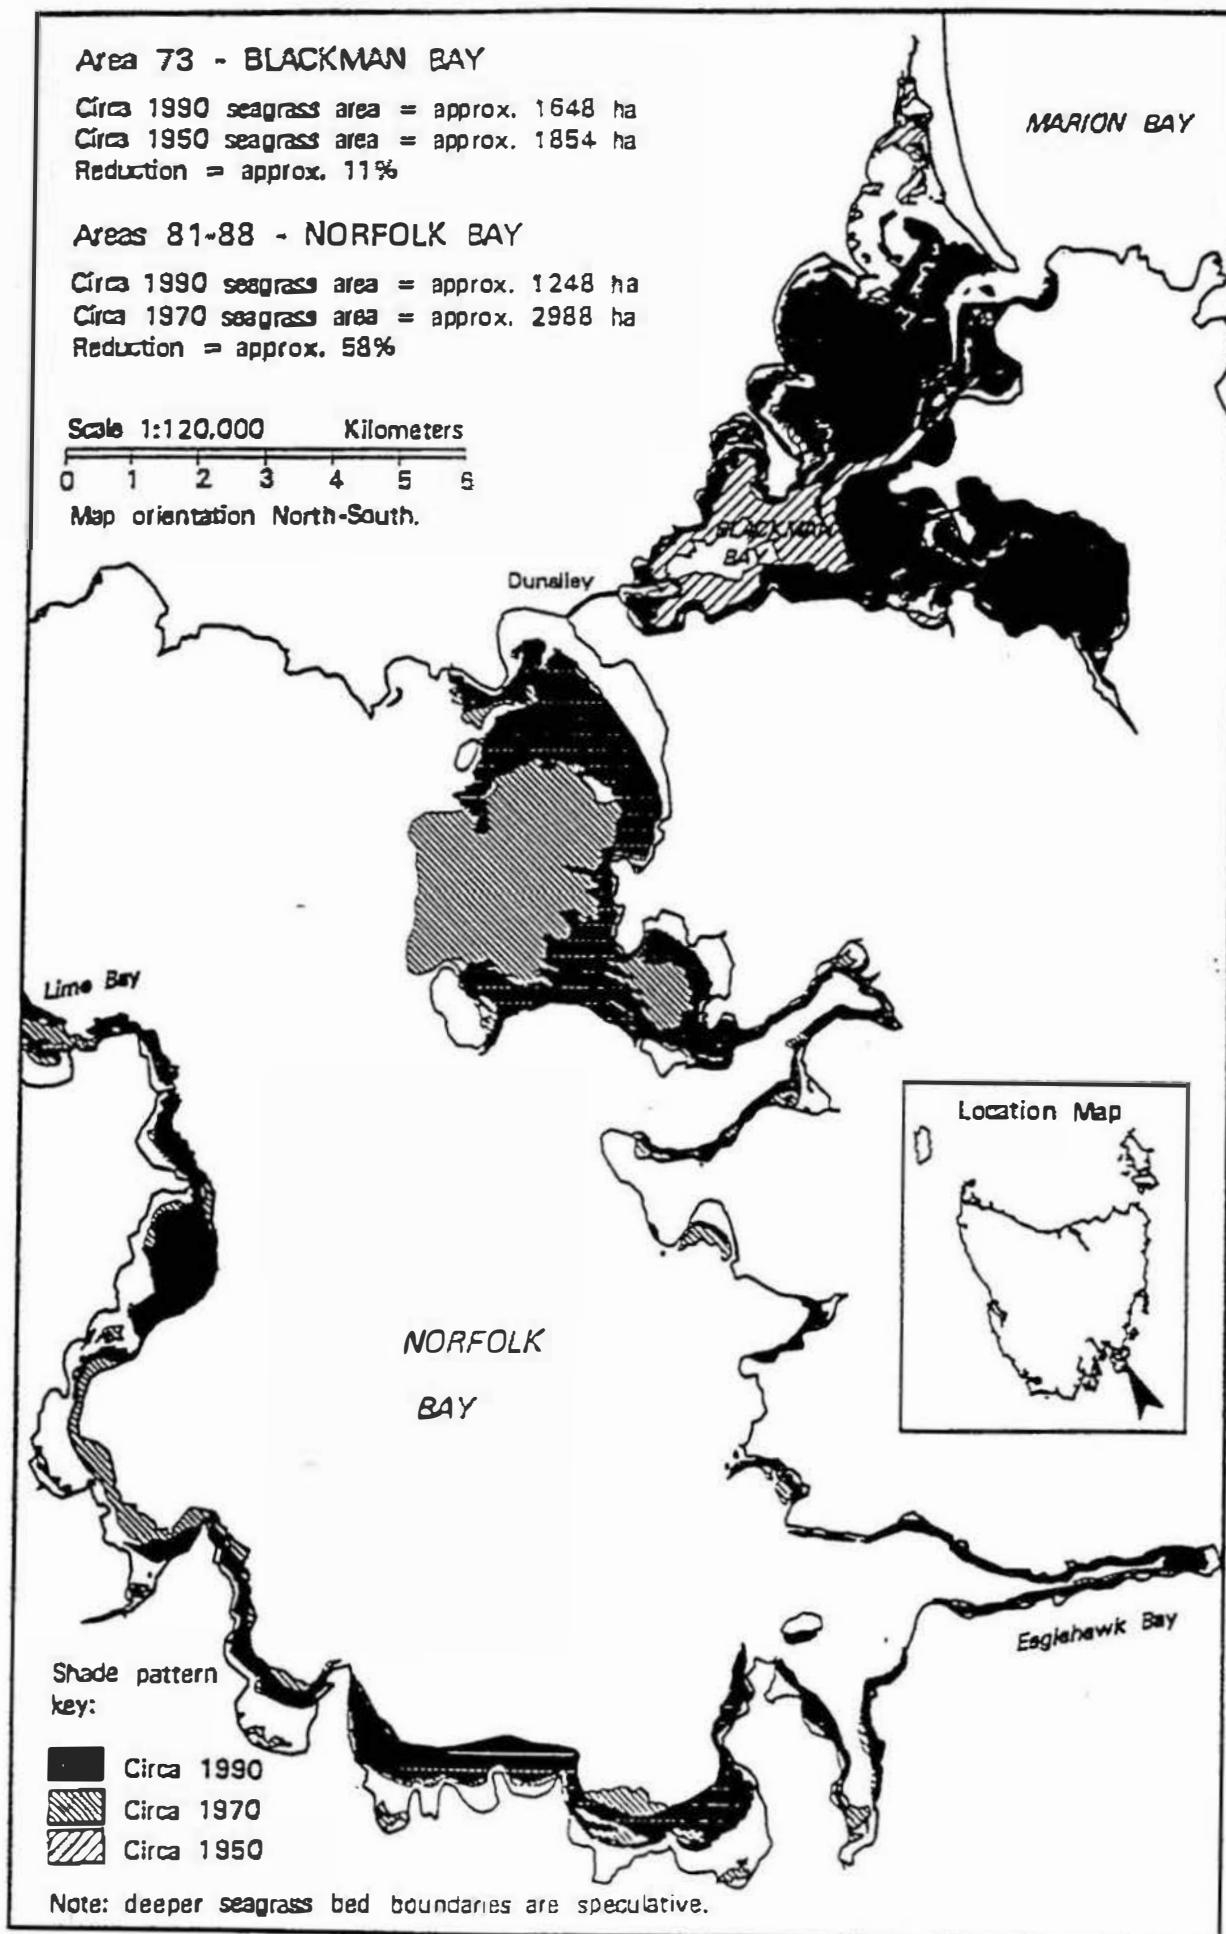 Area 73 - BLACKMAN BAY
Circa 1990 seagrass area = approx. 1648 ha
Circa 1950 seagrass area = approx. 1854 ha
Reduction = approx. 11%
Areas 81-88 - NORFOLK BAY
Circa 1990 seagrass area = approx. 1248 ha
Circa 1970 seagrass area = approx. 2988 ha
Reduction = approx. 58%
Scale 1:120,000 Kilometers
0 1 2 3 4 5 6
Map orientation North-South.
MARION BAY
BLACKMAN
BAY
Dunalley
Lime Bay
Location Map
NORFOLK
BAY
Eaglehawk Bay
Shade pattern
key:
Circa 1990
Circa 1970
Circa 1950
Note: deeper seagrass bed boundaries are speculative.